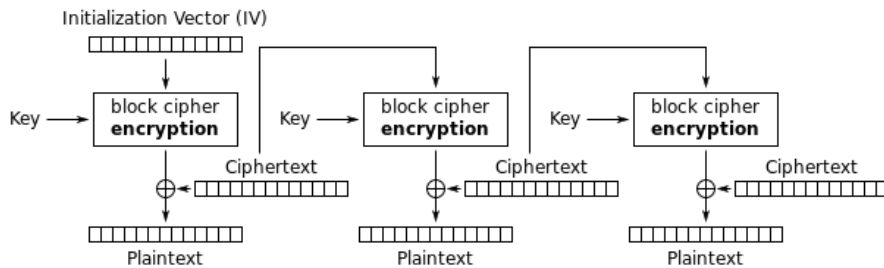 Initialization Vector (IV)
Key
block cipher
encryption
Key
block cipher
encryption
Key
block cipher
encryption
Ciphertext
Ciphertext
Ciphertext
Plaintext
Plaintext
Plaintext